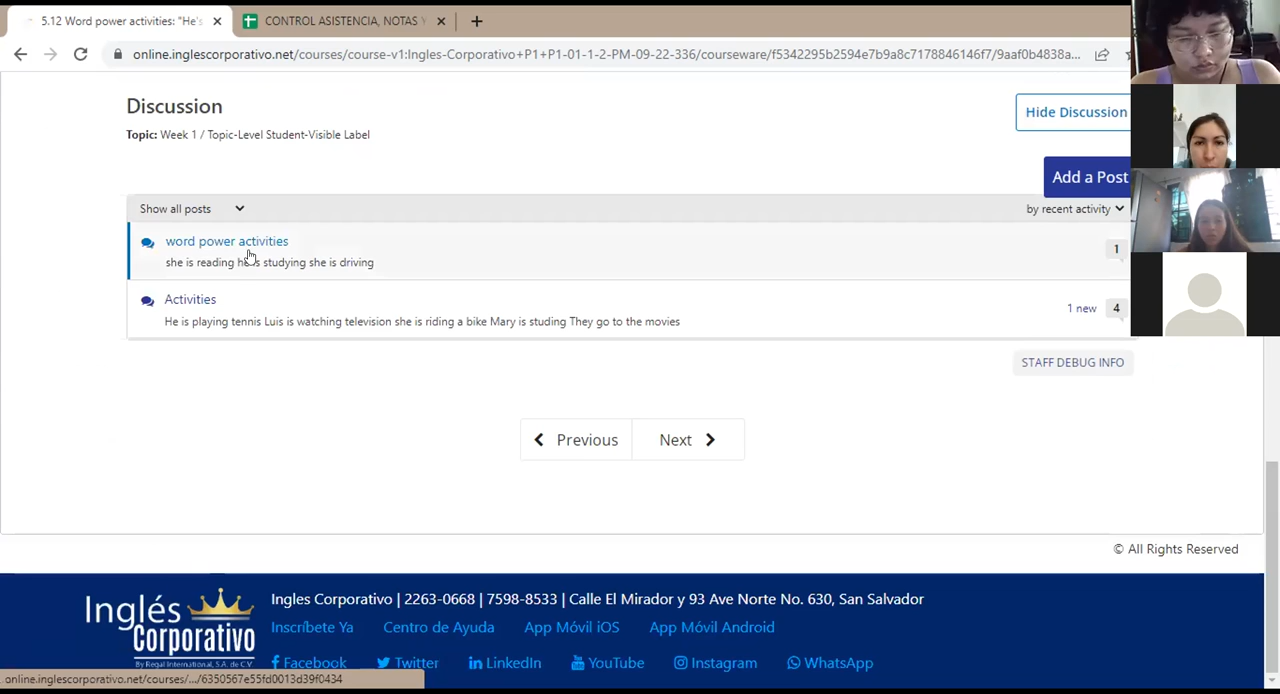 5.12 Word power activities: "He's
CONTROL ASISTENCIA, NOTAS Y
online.inglescorporativo.net/courses/course-v1:Ingles-Corporativo+P1+P1-01-1-2-PM-09-22-336/courseware/f5342295b2594e7b9a8c7178846146f7/9aaf0b4838a...
Discussion
Hide Discussion
Topic: Week 1 / Topic-Level Student-Visible Label
Add a Post
Show all posts
by recent activity
word power activities
1
she is reading studying she is driving
Activities
1 new 4
He is playing tennis Luis is watching television she is riding a bike Mary is studing They go to the movies
STAFF DEBUG INFO
Previous Next
© All Rights Reserved
Inglés Corporativo
By Regal International, S.A. de C.V.
Ingles Corporativo | 2263-0668 | 7598-8533 | Calle El Mirador y 93 Ave Norte No. 630, San Salvador
Inscríbete Ya Centro de Ayuda App Móvil iOS App Móvil Android
Facebook Twitter LinkedIn YouTube Instagram WhatsApp
online.inglescorporativo.net/courses/.../6350567e55fd0013d39f0434